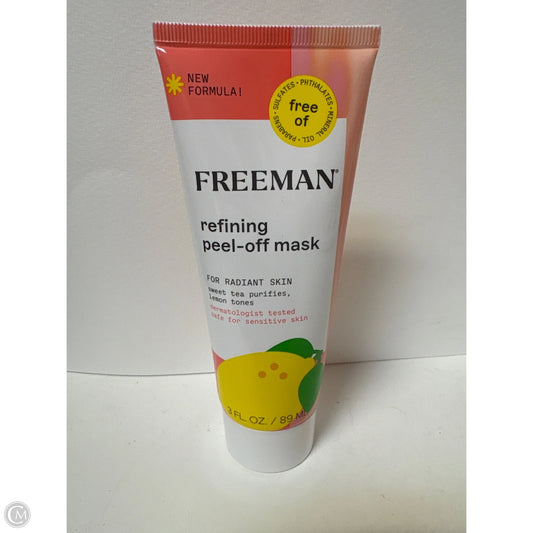 NEW
FORMULA!
PARABENS • SULFATES • PHTHALATES • MINERAL OIL •
free
of
FREEMAN®
refining
peel-off mask
FOR RADIANT SKIN
sweet tea purifies,
lemon tones
dermatologist tested
safe for sensitive skin
3 FL. OZ. / 89 ML
CM